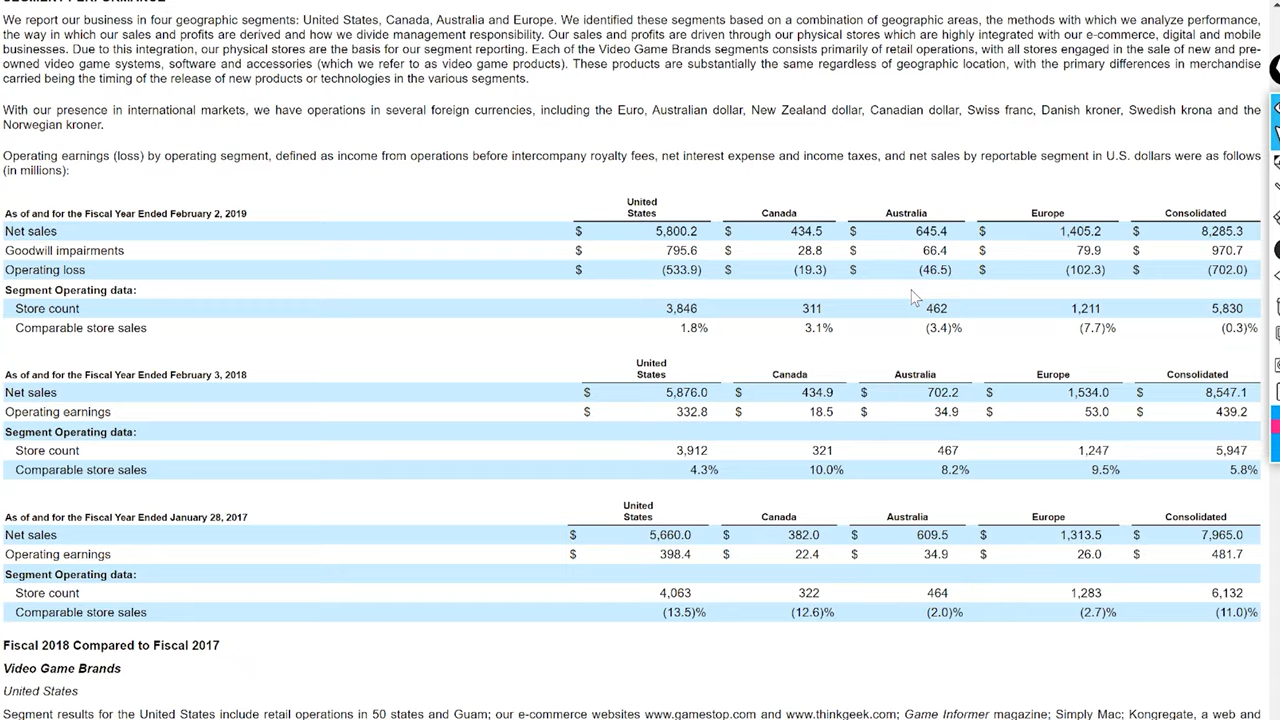 We report our business in four geographic segments: United States, Canada, Australia and Europe. We identified these segments based on a combination of geographic areas, the methods with which we analyze performance,
the way in which our sales and profits are derived and how we divide management responsibility. Our sales and profits are driven through our physical stores which are highly integrated with our e-commerce, digital and mobile
businesses. Due to this integration, our physical stores are the basis for our segment reporting. Each of the Video Game Brands segments consists primarily of retail operations, with all stores engaged in the sale of new and pre-
owned video game systems, software and accessories (which we refer to as video game products). These products are substantially the same regardless of geographic location, with the primary differences in merchandise
carried being the timing of the release of new products or technologies in the various segments.
With our presence in international markets, we have operations in several foreign currencies, including the Euro, Australian dollar, New Zealand dollar, Canadian dollar, Swiss franc, Danish kroner, Swedish krona and the
Norwegian kroner.
Operating earnings (loss) by operating segment, defined as income from operations before intercompany royalty fees, net interest expense and income taxes, and net sales by reportable segment in U.S. dollars were as follows
(in millions):
United
As of and for the Fiscal Year Ended February 2, 2019 States Canada Australia Europe Consolidated
Net sales $ 5,800.2 $ 434.5 $ 645.4 $ 1,405.2 $ 8,285.3
Goodwill impairments $ 795.6 $ 28.8 $ 66.4 $ 79.9 $ 970.7
Operating loss $ (533.9) $ (19.3) $ (46.5) $ (102.3) $ (702.0)
Segment Operating data:
Store count 3,846 311 462 1,211 5,830
Comparable store sales 1.8% 3.1% (3.4)% (7.7)% (0.3)%
United
As of and for the Fiscal Year Ended February 3, 2018 States Canada Australia Europe Consolidated
Net sales $ 5,876.0 $ 434.9 $ 702.2 $ 1,534.0 $ 8,547.1
Operating earnings $ 332.8 $ 18.5 $ 34.9 $ 53.0 $ 439.2
Segment Operating data:
Store count 3,912 321 467 1,247 5,947
Comparable store sales 4.3% 10.0% 8.2% 9.5% 5.8%
United
As of and for the Fiscal Year Ended January 28, 2017 States Canada Australia Europe Consolidated
Net sales $ 5,660.0 $ 382.0 $ 609.5 $ 1,313.5 $ 7,965.0
Operating earnings $ 398.4 $ 22.4 $ 34.9 $ 26.0 $ 481.7
Segment Operating data:
Store count 4,063 322 464 1,283 6,132
Comparable store sales (13.5)% (12.6)% (2.0)% (2.7)% (11.0)%
Fiscal 2018 Compared to Fiscal 2017
Video Game Brands
United States
Segment results for the United States include retail operations in 50 states and Guam; our e-commerce websites www.gamestop.com and www.thinkgeek.com; Game Informer magazine; Simply Mac; Kongregate, a web and